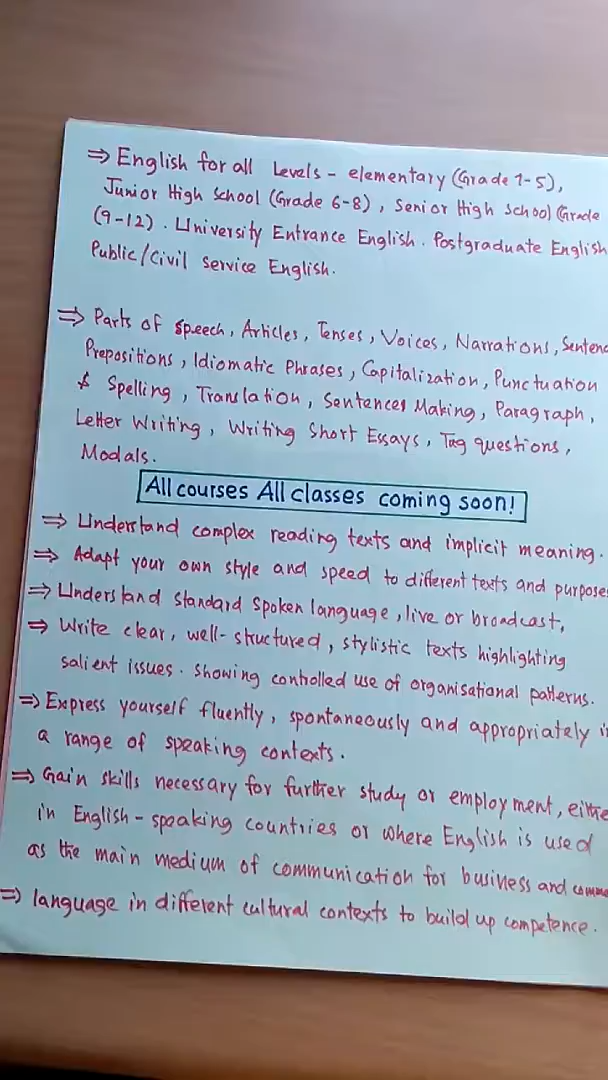 ⇒ English for all Levels - elementary (Grade 1-5),
Junior High School (Grade 6-8), Senior High School (Grade
(9-12). University Entrance English. Postgraduate English
Public/Civil Service English.
⇒ Parts of speech, Articles, Tenses, Voices, Narrations,
Prepositions, Idiomatic Phrases, Capitalization, Punctuation
& Spelling, Translation, Sentences Making, Paragraph,
Letter Writing, Writing Short Essays, Tag questions,
Modals.
All courses All classes coming soon!
⇒ Understand complex reading texts and implicit meaning.
⇒ Adapt your own style and speed to different texts and
⇒ Understand standard spoken language, live or broadcast,
⇒ Write clear, well-structured, stylistic texts highlighting
salient issues. showing controlled use of organisational patterns.
⇒ Express yourself fluently, spontaneously and appropriately
a range of speaking contexts.
⇒ Gain skills necessary for further study or employment,
in English-speaking countries or where English is used
as the main medium of communication for business and
⇒ language in different cultural contexts to build up competence.